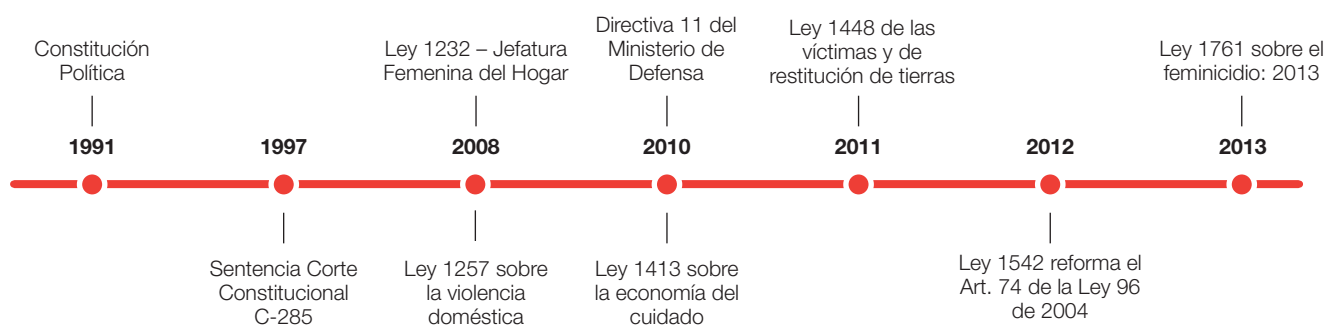 Constitución
Política
1991
1997
Sentencia Corte
Constitucional
C-285
Ley 1232 – Jefatura
Femenina del Hogar
2008
Ley 1257 sobre
la violencia
doméstica
Directiva 11 del
Ministerio de
Defensa
2010
Ley 1413 sobre
la economía del
cuidado
Ley 1448 de las
víctimas y de
restitución de tierras
2011
2012
Ley 1542 reforma el
Art. 74 de la Ley 96
de 2004
Ley 1761 sobre el
feminicidio: 2013
2013